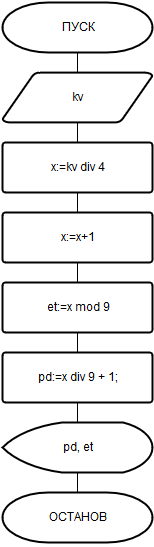 ПУСК
kv
x:=kv div 4
x:=x+1
et:=x mod 9
pd:=x div 9 + 1;
pd, et
ОСТАНОВ